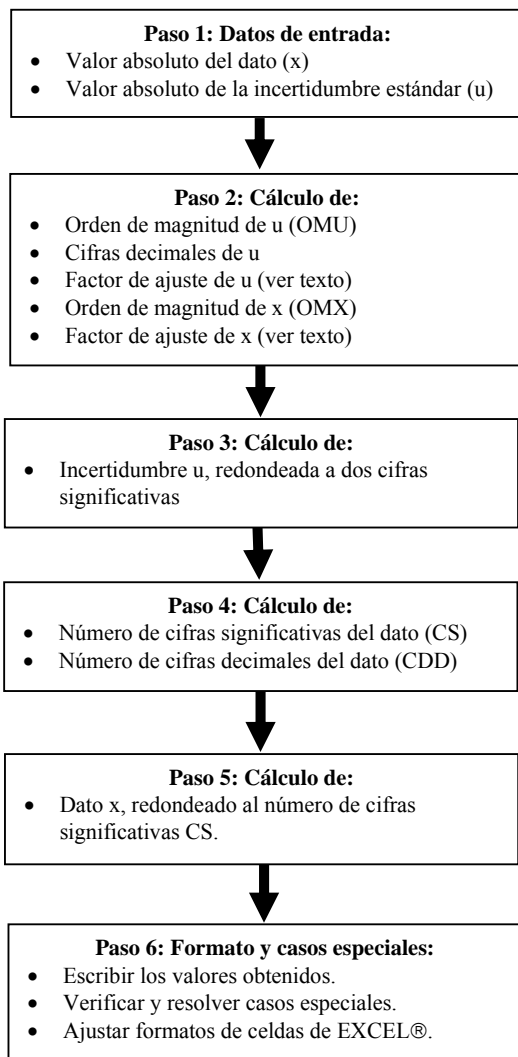 Paso 1: Datos de entrada:
• Valor absoluto del dato (x)
• Valor absoluto de la incertidumbre estándar (u)
Paso 2: Cálculo de:
• Orden de magnitud de u (OMU)
• Cifras decimales de u
• Factor de ajuste de u (ver texto)
• Orden de magnitud de x (OMX)
• Factor de ajuste de x (ver texto)
Paso 3: Cálculo de:
• Incertidumbre u, redondeada a dos cifras
significativas
Paso 4: Cálculo de:
• Número de cifras significativas del dato (CS)
• Número de cifras decimales del dato (CDD)
Paso 5: Cálculo de:
• Dato x, redondeado al número de cifras
significativas CS.
Paso 6: Formato y casos especiales:
• Escribir los valores obtenidos.
• Verificar y resolver casos especiales.
• Ajustar formatos de celdas de EXCEL®.